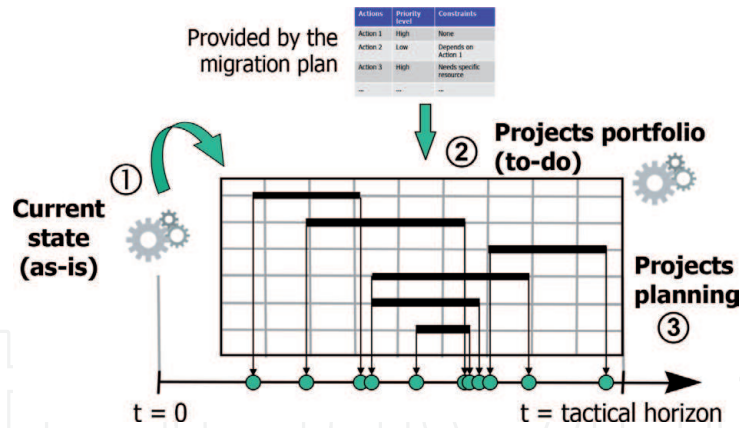 Provided by the
migration plan
Actions Priority level Constraints
Action 1 High None
Action 2 Low Depends on Action 1
Action 3 High Needs specific resource
... ... ...
① ② Projects portfolio
(to-do)
Current
state
(as-is)
Projects
planning
③
t = 0 t = tactical horizon